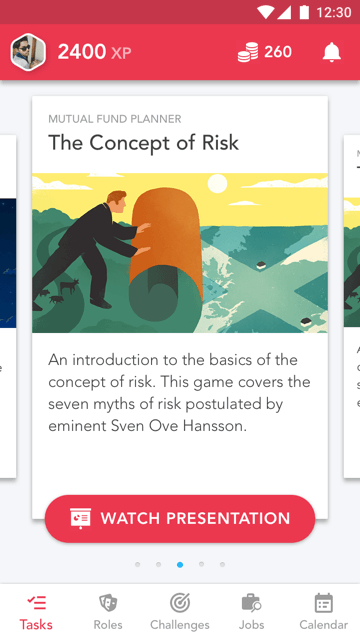 12:30
2400 XP
260
MUTUAL FUND PLANNER
The Concept of Risk
An introduction to the basics of the
concept of risk. This game covers the
seven myths of risk postulated by
eminent Sven Ove Hansson.
WATCH PRESENTATION
Tasks
Roles
Challenges
Jobs
Calendar